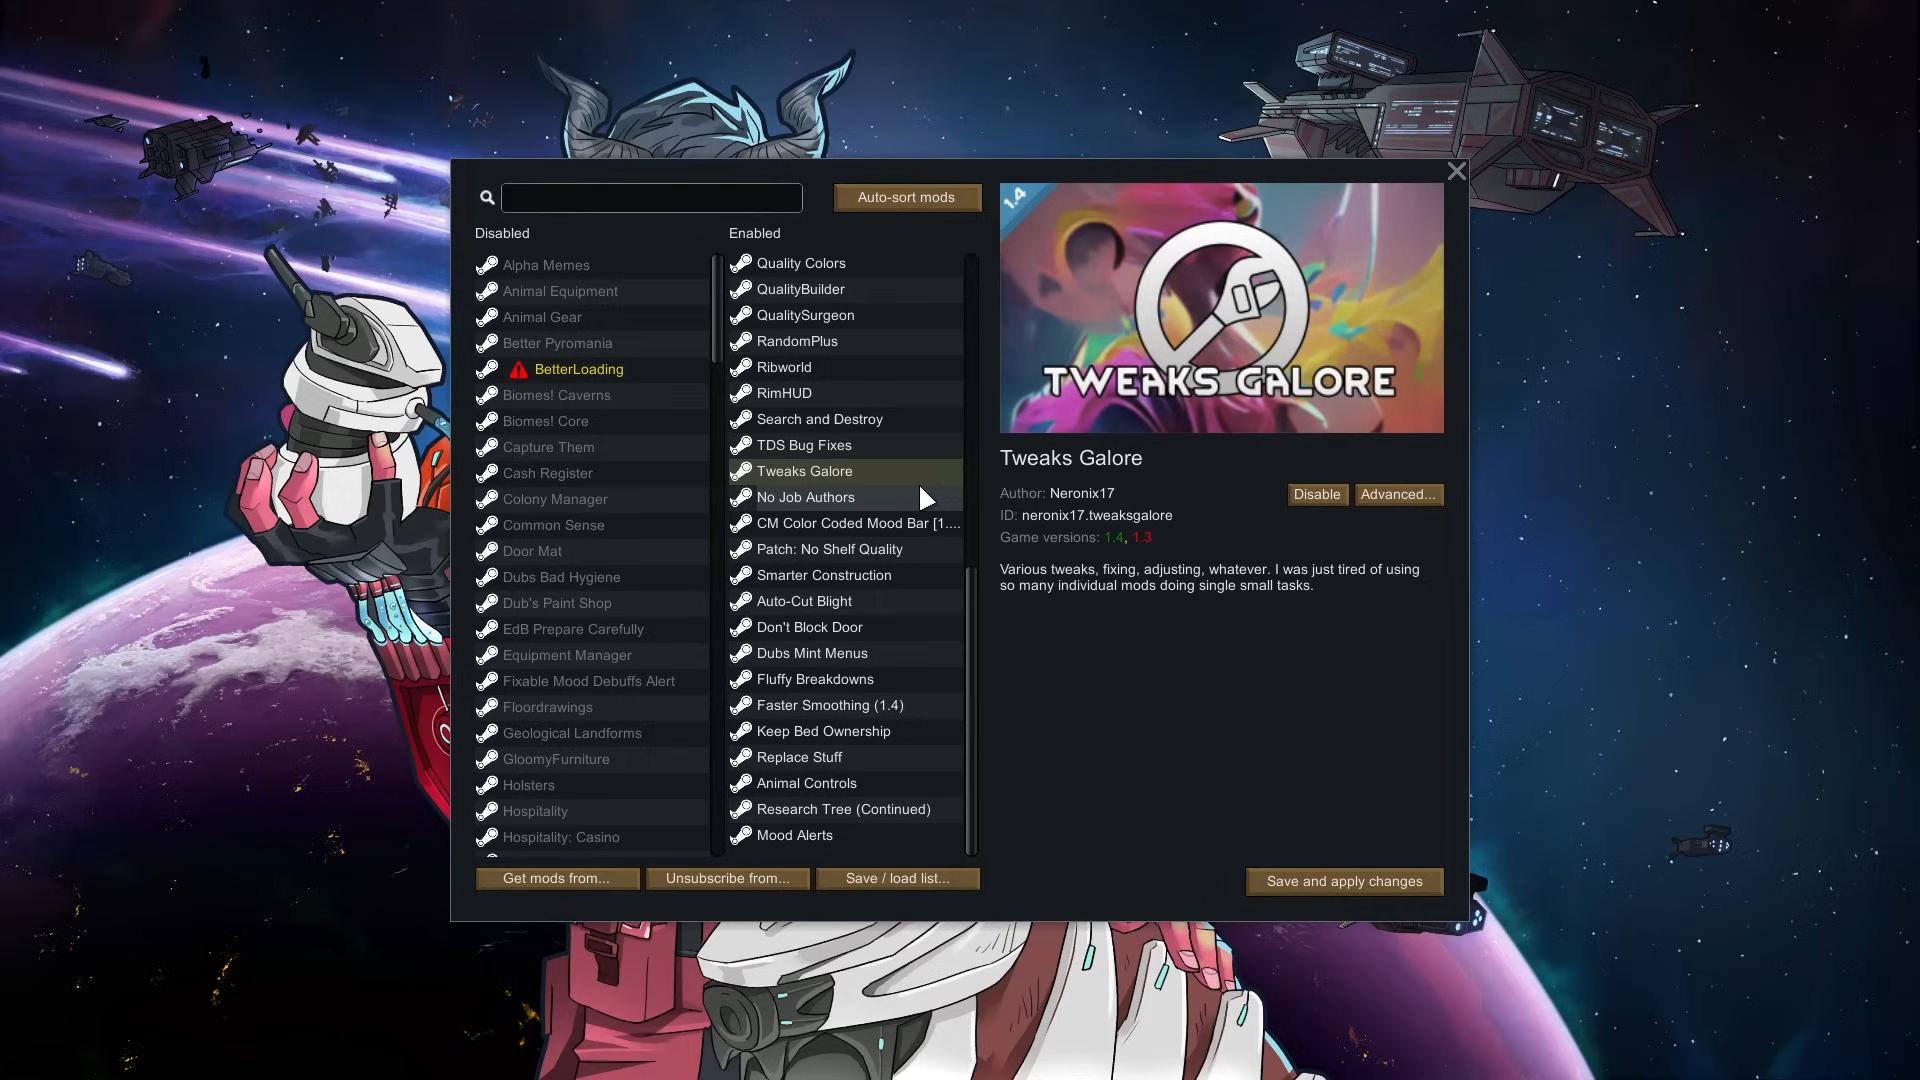 Auto-sort mods
Disabled
Alpha Memes
Animal Equipment
Animal Gear
Better Pyromania
BetterLoading
Biomes! Caverns
Biomes! Core
Capture Them
Cash Register
Colony Manager
Common Sense
Door Mat
Dubs Bad Hygiene
Dub's Paint Shop
EdB Prepare Carefully
Equipment Manager
Fixable Mood Debuffs Alert
Floordrawings
Geological Landforms
GloomyFurniture
Holsters
Hospitality
Hospitality: Casino
Enabled
Quality Colors
QualityBuilder
QualitySurgeon
RandomPlus
Ribworld
RimHUD
Search and Destroy
TDS Bug Fixes
Tweaks Galore
No Job Authors
CM Color Coded Mood Bar [1....
Patch: No Shelf Quality
Smarter Construction
Auto-Cut Blight
Don't Block Door
Dubs Mint Menus
Fluffy Breakdowns
Faster Smoothing (1.4)
Keep Bed Ownership
Replace Stuff
Animal Controls
Research Tree (Continued)
Mood Alerts
1.4
TWEAKS GALORE
Tweaks Galore
Author: Neronix17
Disable
Advanced...
ID: neronix17.tweaksgalore
Game versions: 1.4, 1.3
Various tweaks, fixing, adjusting, whatever. I was just tired of using
so many individual mods doing single small tasks.
Get mods from...
Unsubscribe from...
Save / load list...
Save and apply changes